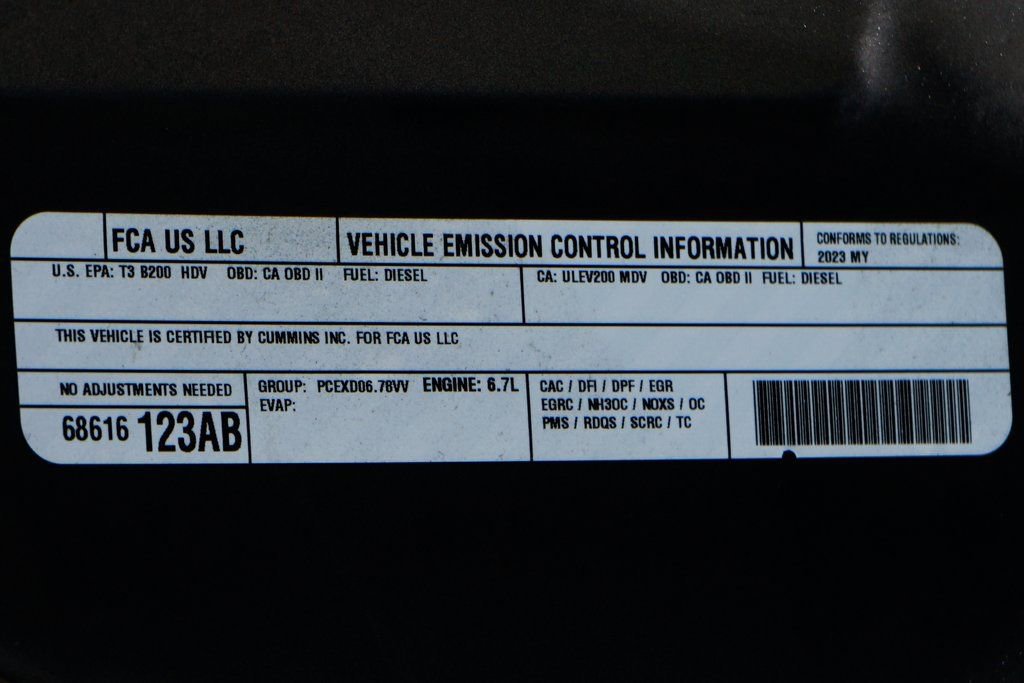 FCA US LLC
VEHICLE EMISSION CONTROL INFORMATION
CONFORMS TO REGULATIONS:
2023 MY
U.S. EPA: T3 B200 HDV OBD: CA OBD II FUEL: DIESEL
CA: ULEV200 MDV OBD: CA OBD II FUEL: DIESEL
THIS VEHICLE IS CERTIFIED BY CUMMINS INC. FOR FCA US LLC
NO ADJUSTMENTS NEEDED
68616 123AB
GROUP: PCEXD06.78VV ENGINE: 6.7L
EVAP:
CAC / DFI / DPF / EGR
EGRC / NH3OC / NOXS / OC
PMS / RDQS / SCRC / TC